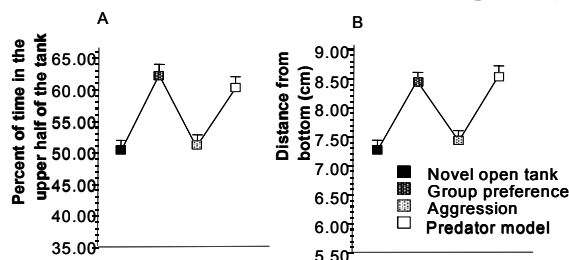 A
Percent of time in the
upper half of the tank
65.00
60.00
55.00
50.00
45.00
40.00
35.00
B
Distance from
bottom (cm)
9.00
8.50
8.00
7.50
7.00
6.50
6.00
5.50
Novel open tank
Group preference
Aggression
Predator model